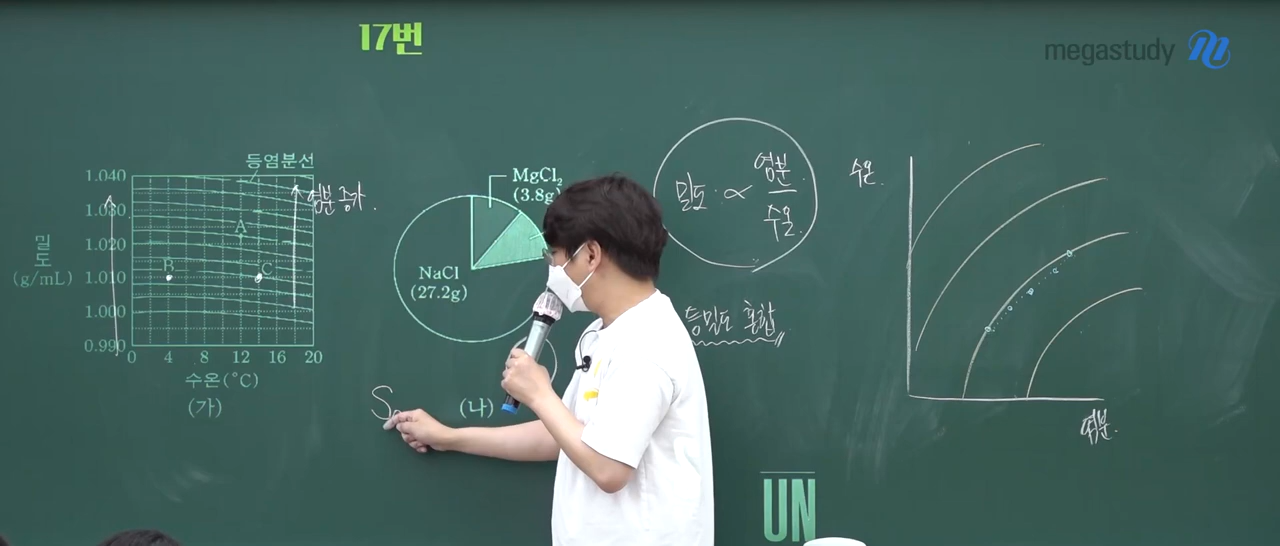 17번
megastudy
등염분선
1.040
1.030
1.020
1.010
1.000
0.990
밀도
(g/mL)
A
B
C
0 4 8 12 16 20
수온(℃)
(가)
염분 증가.
MgCl₂
(3.8g)
NaCl
(27.2g)
(나)
S
밀도 ∝ 염분
수온
등밀도 혼합
수온.
염분.
UN